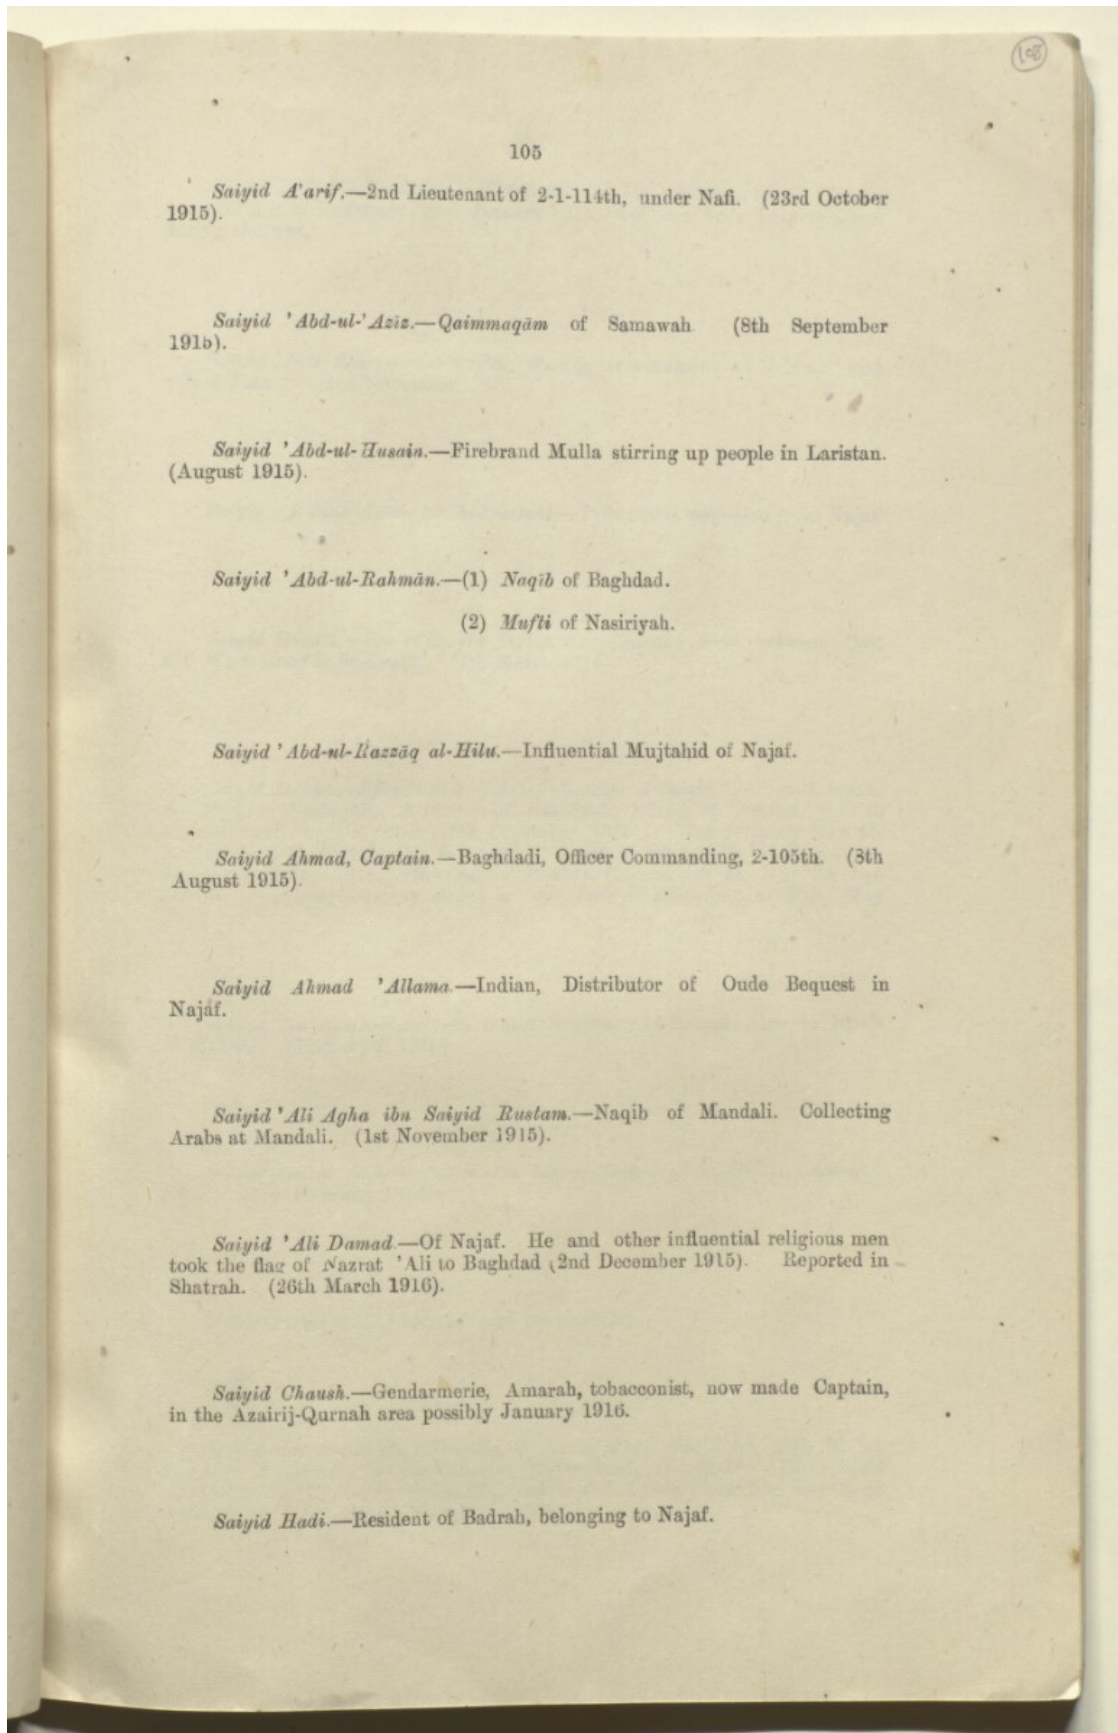 108
105
Saiyid A'arif.—2nd Lieutenant of 2-1-114th, under Nafi. (23rd October
1915).
Saiyid 'Abd-ul-'Azīz.—Qaimmaqām of Samawah (8th September
1915).
Saiyid 'Abd-ul-Husain.—Firebrand Mulla stirring up people in Laristan.
(August 1915).
Saiyid 'Abd-ul-Rahmān.—(1) Naqīb of Baghdad.
(2) Mufti of Nasiriyah.
Saiyid 'Abd-ul-Razzāq al-Hilu.—Influential Mujtahid of Najaf.
Saiyid Ahmad, Captain.—Baghdadi, Officer Commanding, 2-105th. (8th
August 1915).
Saiyid Ahmad 'Allama.—Indian, Distributor of Oude Bequest in
Najaf.
Saiyid 'Ali Agha ibn Saiyid Rustam.—Naqib of Mandali. Collecting
Arabs at Mandali. (1st November 1915).
Saiyid 'Ali Damad.—Of Najaf. He and other influential religious men
took the flag of Nazrat 'Ali to Baghdad (2nd December 1915). Reported in
Shatrah. (26th March 1916).
Saiyid Chaush.—Gendarmerie, Amarah, tobacconist, now made Captain,
in the Azairij-Qurnah area possibly January 1916.
Saiyid Hadi.—Resident of Badrah, belonging to Najaf.